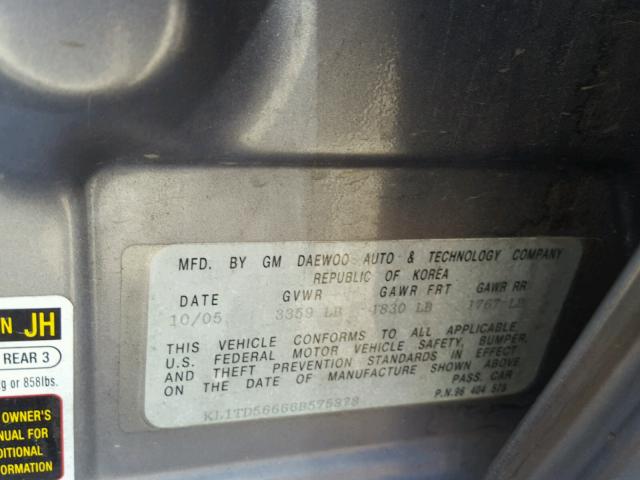 MFD. BY GM DAEWOO AUTO & TECHNOLOGY COMPANY
REPUBLIC OF KOREA
DATE GVWR GAWR FRT GAWR RR
10/05 3359 LB 1830 LB 1767 LB
THIS VEHICLE CONFORMS TO ALL APPLICABLE
U.S. FEDERAL MOTOR VEHICLE SAFETY, BUMPER,
AND THEFT PREVENTION STANDARDS IN EFFECT
ON THE DATE OF MANUFACTURE SHOWN ABOVE.
PASS. CAR
KL1TD56666B575378
P.N. 96 404 575
N JH
REAR 3
g or 858lbs.
OWNER'S
NUAL FOR
DITIONAL
FORMATION